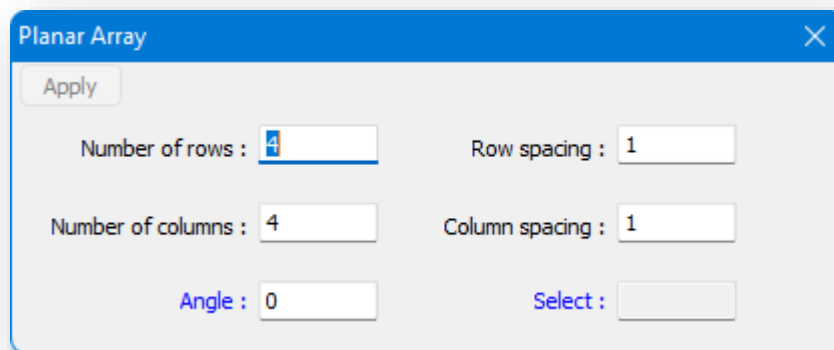 Planar Array
Apply
Number of rows : 4 Row spacing : 1
Number of columns : 4 Column spacing : 1
Angle : 0 Select :